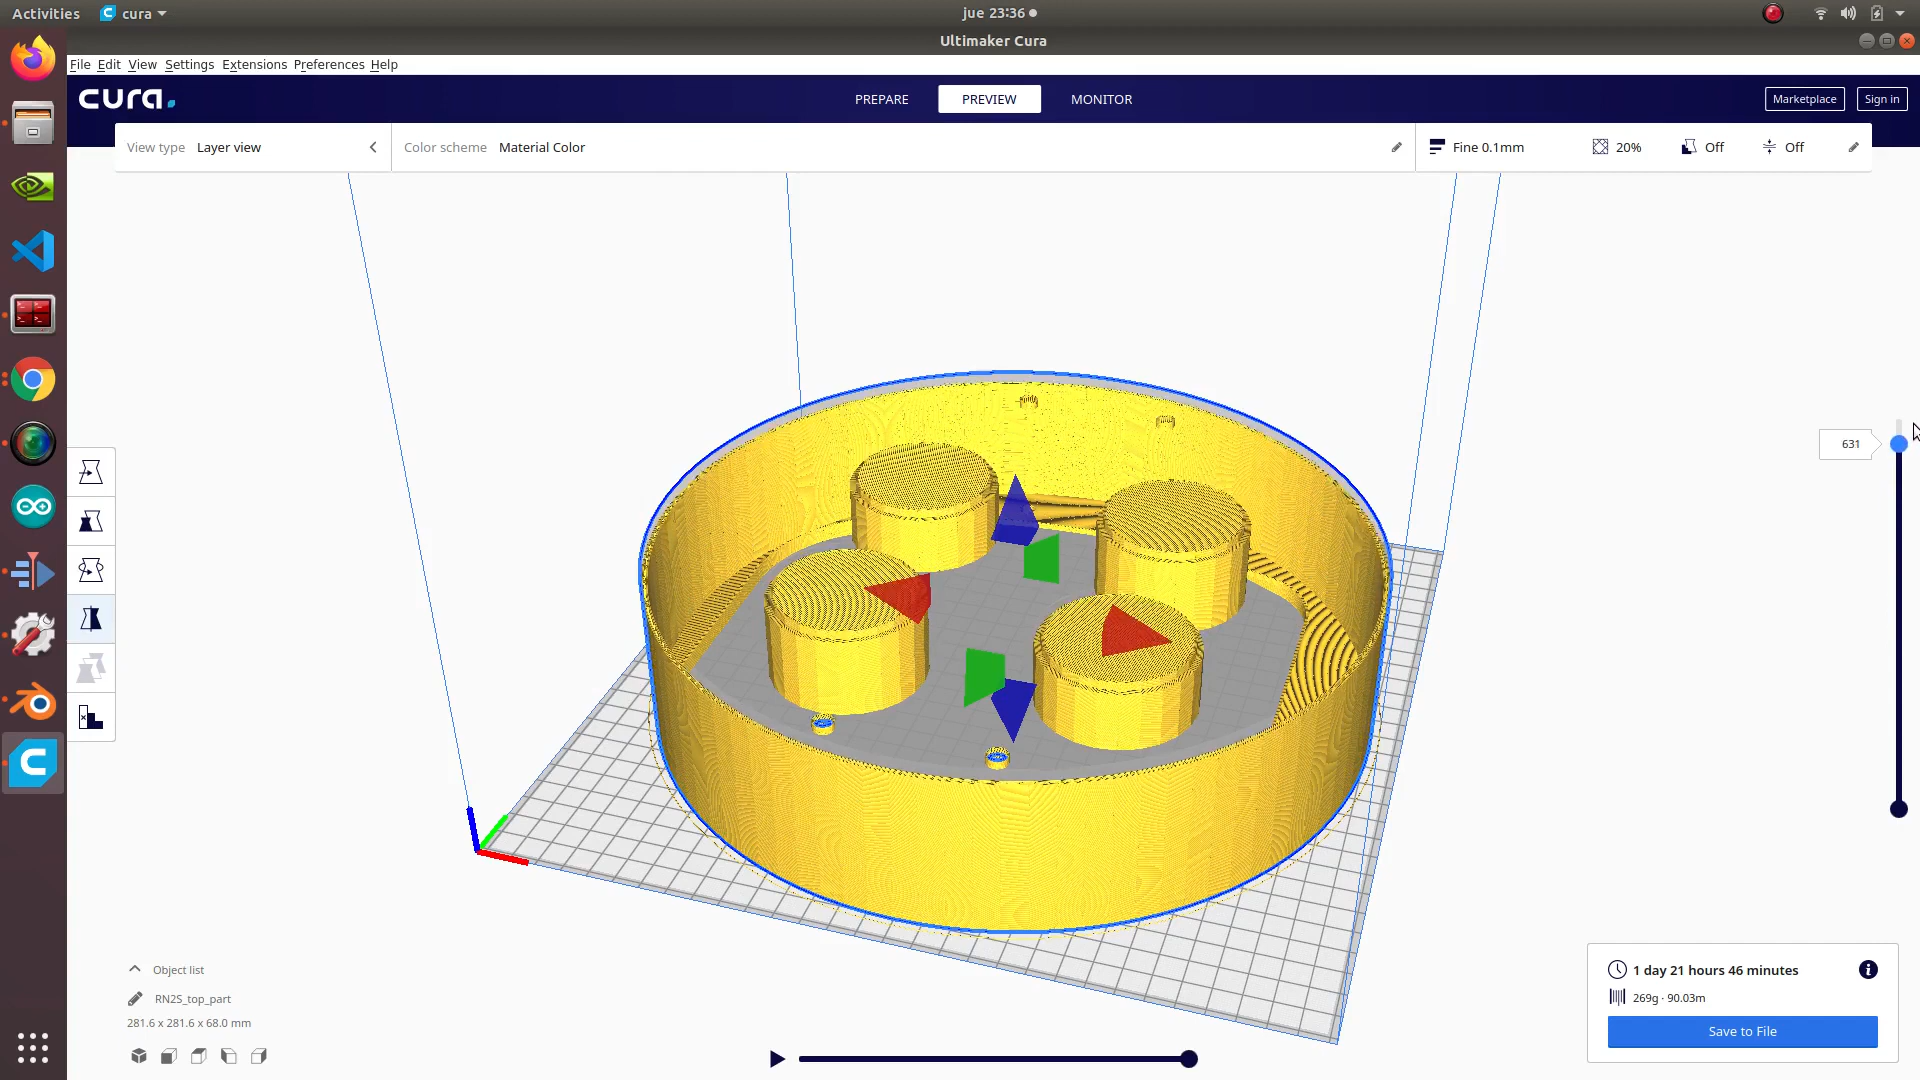 Activities cura jue 23:36
Ultimaker Cura
File Edit View Settings Extensions Preferences Help
cura. PREPARE PREVIEW MONITOR Marketplace Sign in
View type Layer view Color scheme Material Color Fine 0.1mm 20% Off Off
631
Object list
RN2S_top_part
281.6 x 281.6 x 68.0 mm
1 day 21 hours 46 minutes
269g · 90.03m
Save to File